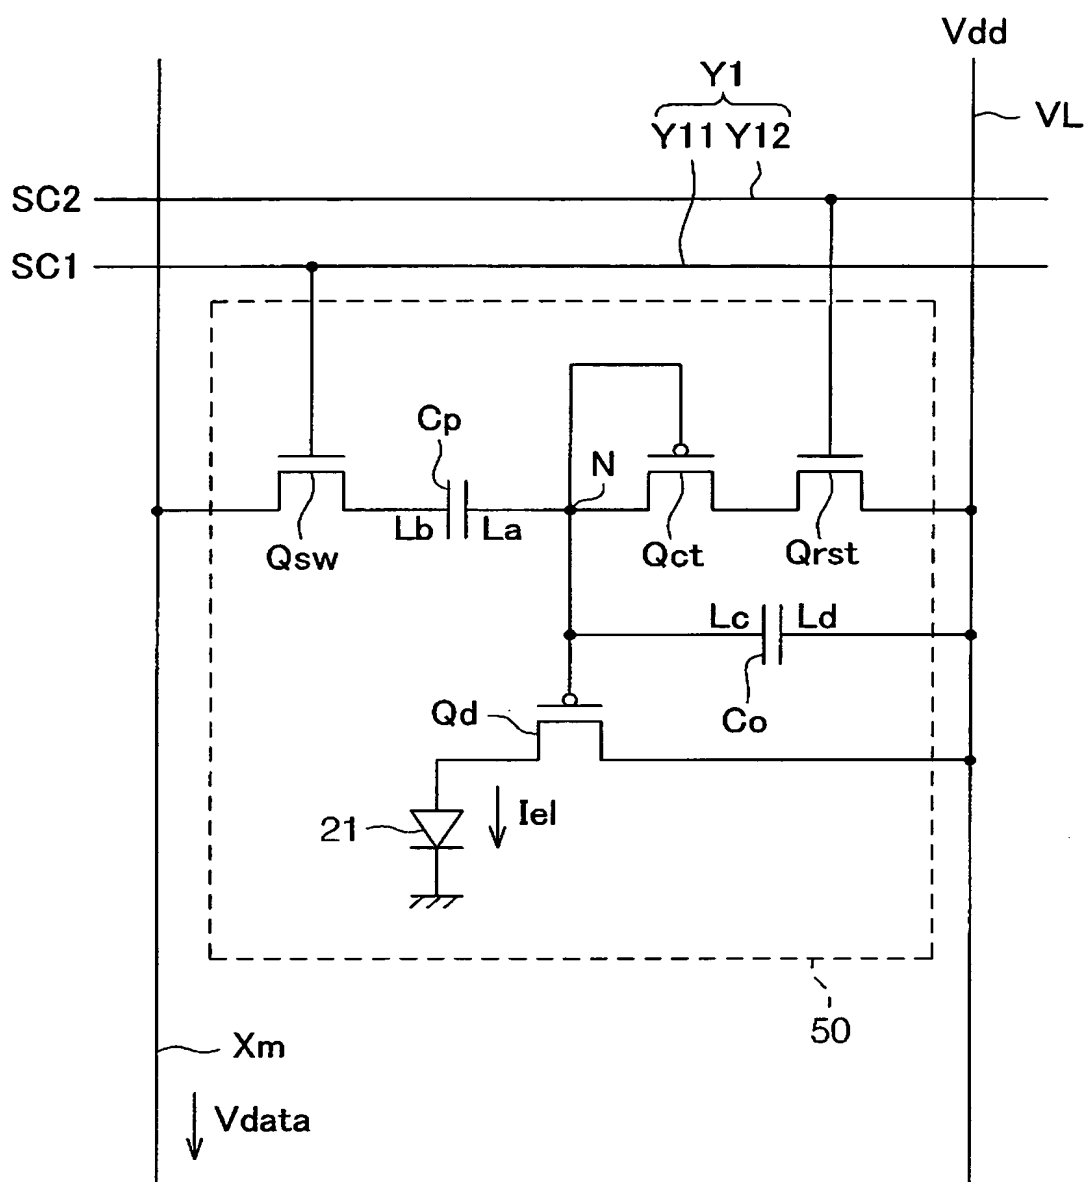 Vdd
Y1
VL
Y11 Y12
SC2
SC1
Cp
N
Lb La
Qsw
Qct
Qrst
Lc Ld
Qd
Co
21
Iel
50
Xm
Vdata